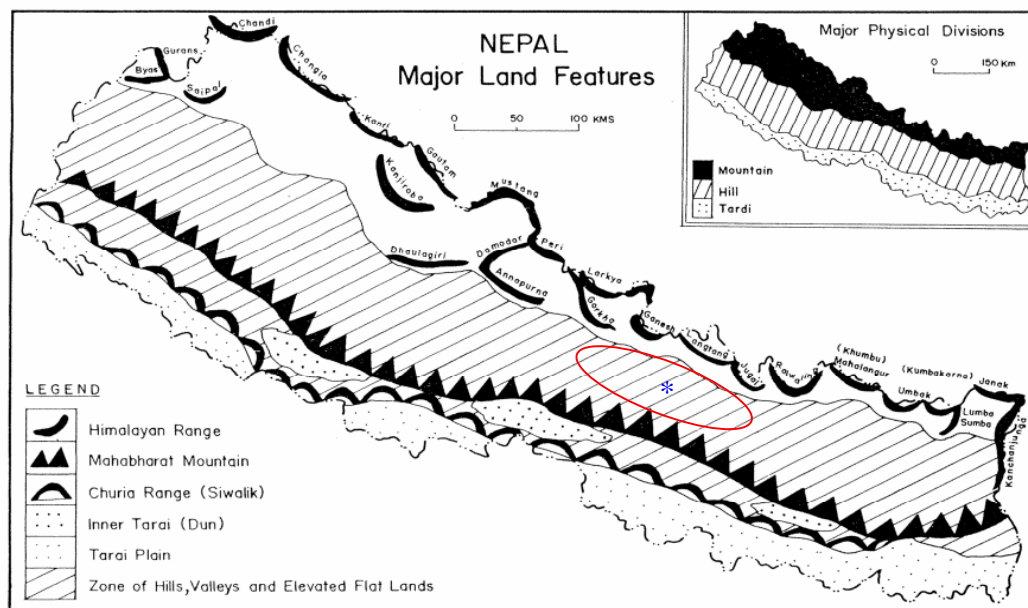 NEPAL
Major Land Features
0 50 100 KMS
Major Physical Divisions
0 150 Km
Mountain
Hill
Tardi
Chandi
Gurans
Byas
Saipal
Changla
Kanri
Gautam
Kanjiroba
Mustang
Dhaulagiri
Damodar
Peri
Annapurna
Larkya
Gorkha
Ganesh
Langtang
Jugal
Rolwaling
(Khumbu)
Mahalangur
(Kumbakarna)
Umbak
Janak
Lumba
Sumba
Kanchanjunga
*
LEGEND
Himalayan Range
Mahabharat Mountain
Churia Range (Siwalik)
Inner Tarai (Dun)
Tarai Plain
Zone of Hills, Valleys and Elevated Flat Lands